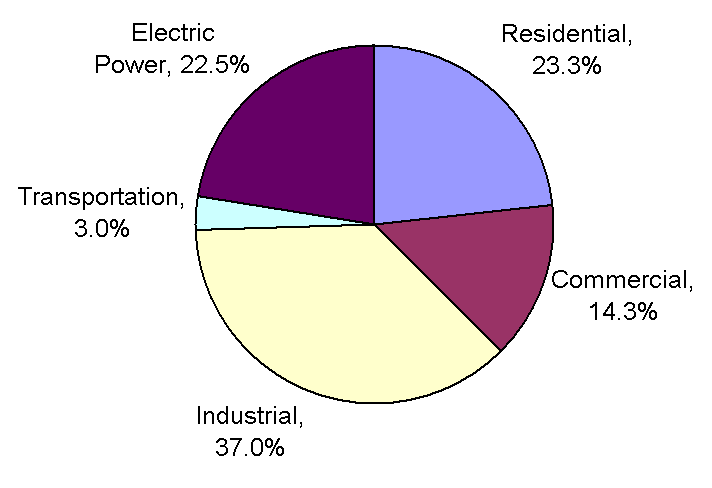 Electric
Power, 22.5%
Residential,
23.3%
Transportation,
3.0%
Commercial,
14.3%
Industrial,
37.0%